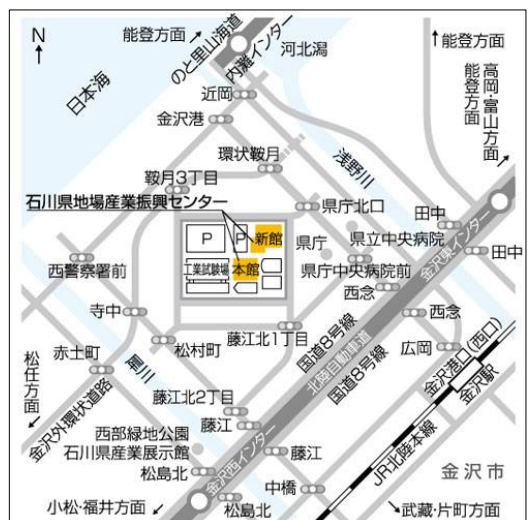 N
能登方面
のと里山海道
内灘インター
河北潟
能登方面
高岡・富山方面
能登方面
日本海
近岡
金沢港
環状鞍月
浅野川
鞍月3丁目
石川県地場産業振興センター
県庁北口
田中
金沢東インター
P
P
新館
県庁
県立中央病院
田中
西警察署前
工業試験場
本館
県庁中央病院前
西念
寺中
国道8号線
西念
藤江北1丁目
北陸自動車道
広岡
金沢港口(西口)
松任方面
赤土町
松村町
犀川
国道8号線
金沢駅
金沢外環状道路
藤江北2丁目
藤江
西部緑地公園
石川県産業展示館
金沢西インター
藤江
JR北陸本線
金沢市
松島北
中橋
小松・福井方面
松島北
武蔵・片町方面